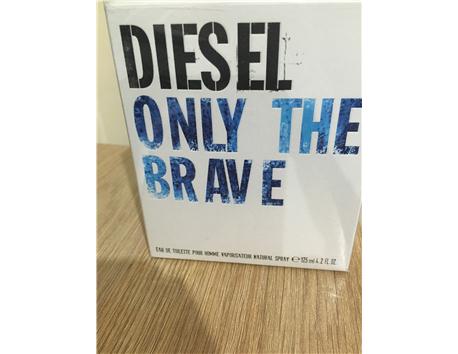 DIESEL
ONLY THE
BRAVE
EAU DE TOILETTE POUR HOMME VAPORISATEUR NATURAL SPRAY ℮ 125 ml 4.2 FL. OZ.